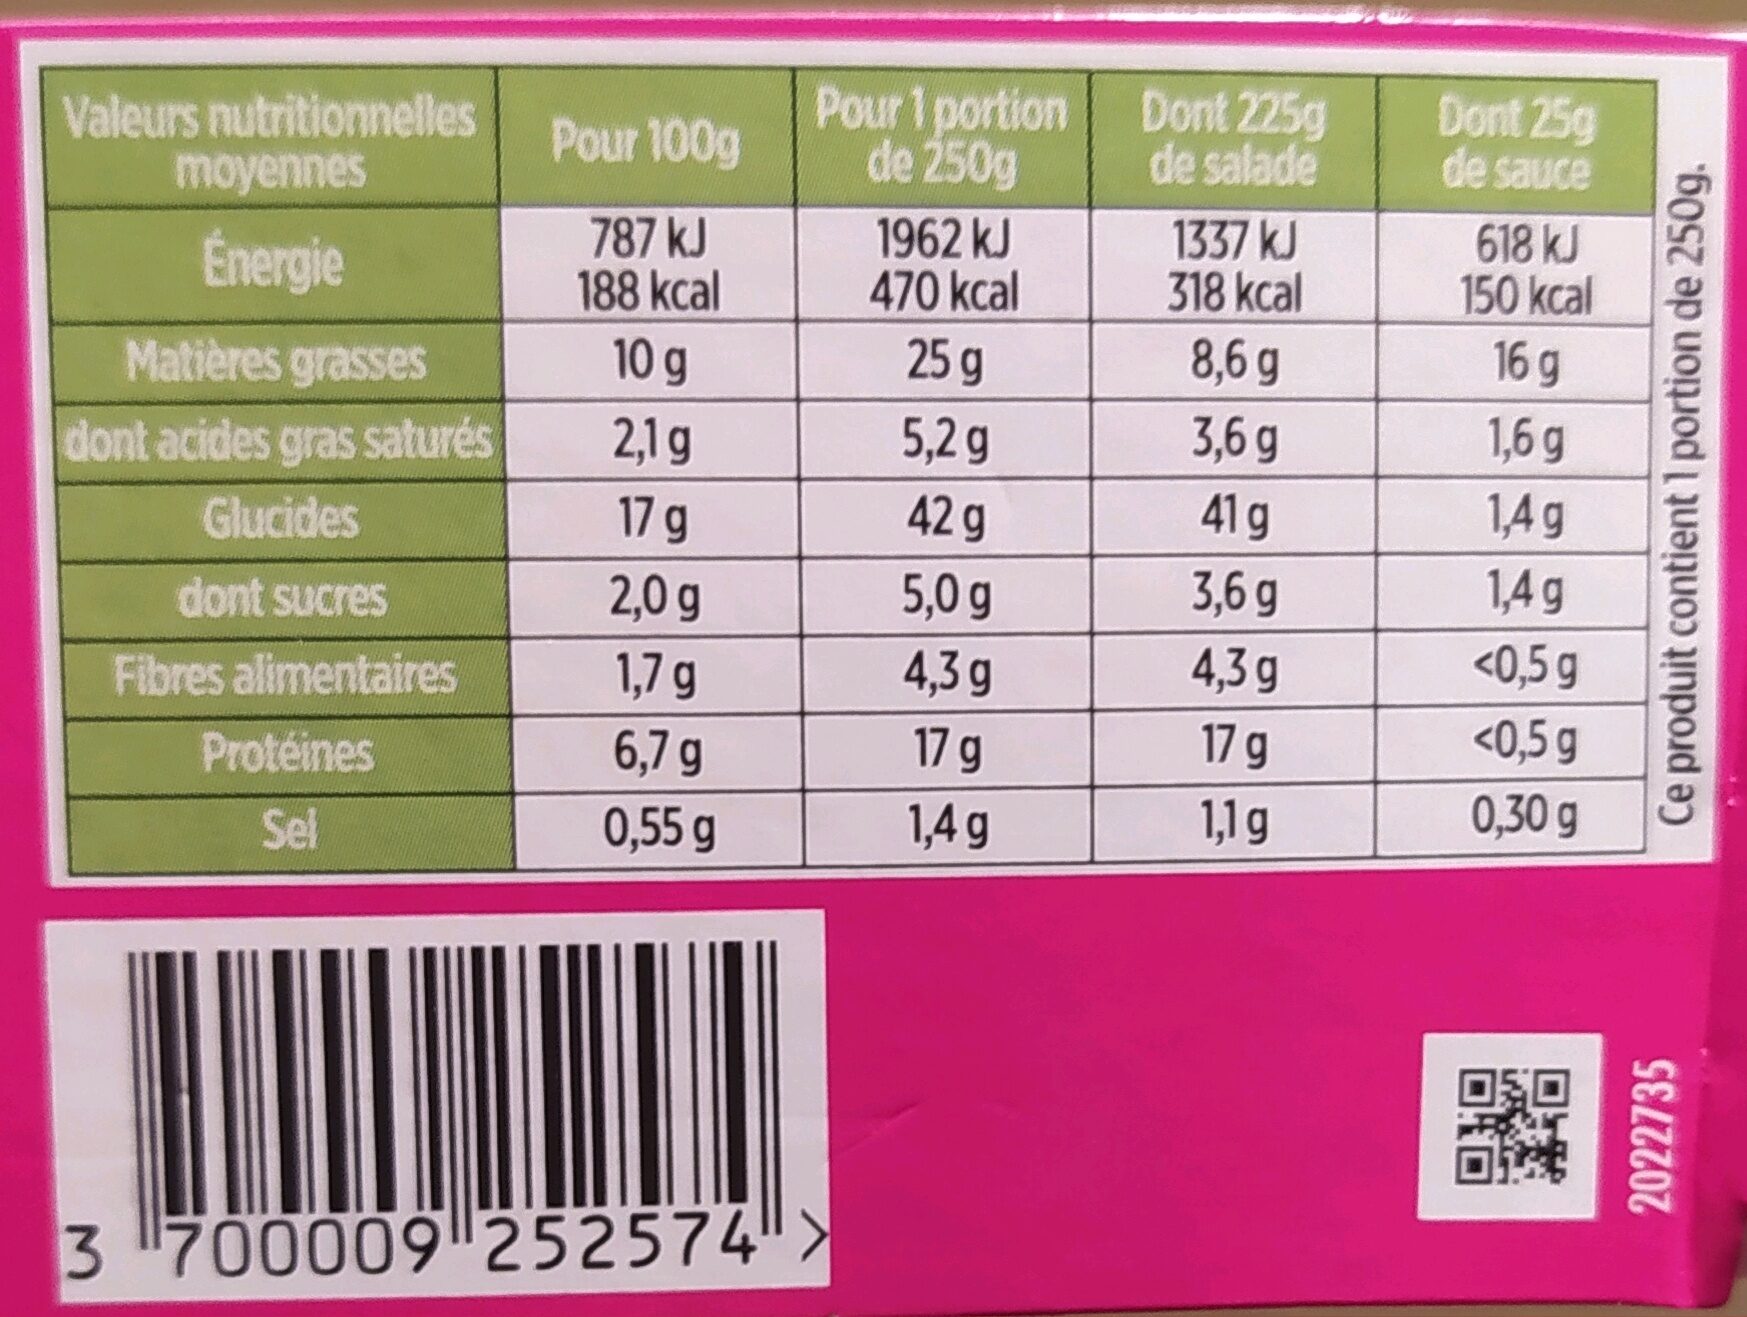 Valeurs nutritionnelles moyennes Pour 100g Pour 1 portion de 250g Dont 225g de salade Dont 25g de sauce
Énergie 787 kJ 188 kcal 1962 kJ 470 kcal 1337 kJ 318 kcal 618 kJ 150 kcal
Matières grasses 10 g 25 g 8,6 g 16 g
dont acides gras saturés 2,1 g 5,2 g 3,6 g 1,6 g
Glucides 17 g 42 g 41 g 1,4 g
dont sucres 2,0 g 5,0 g 3,6 g 1,4 g
Fibres alimentaires 1,7 g 4,3 g 4,3 g <0,5 g
Protéines 6,7 g 17 g 17 g <0,5 g
Sel 0,55 g 1,4 g 1,1 g 0,30 g
Ce produit contient 1 portion de 250g.
3 700009 252574 >
2022735